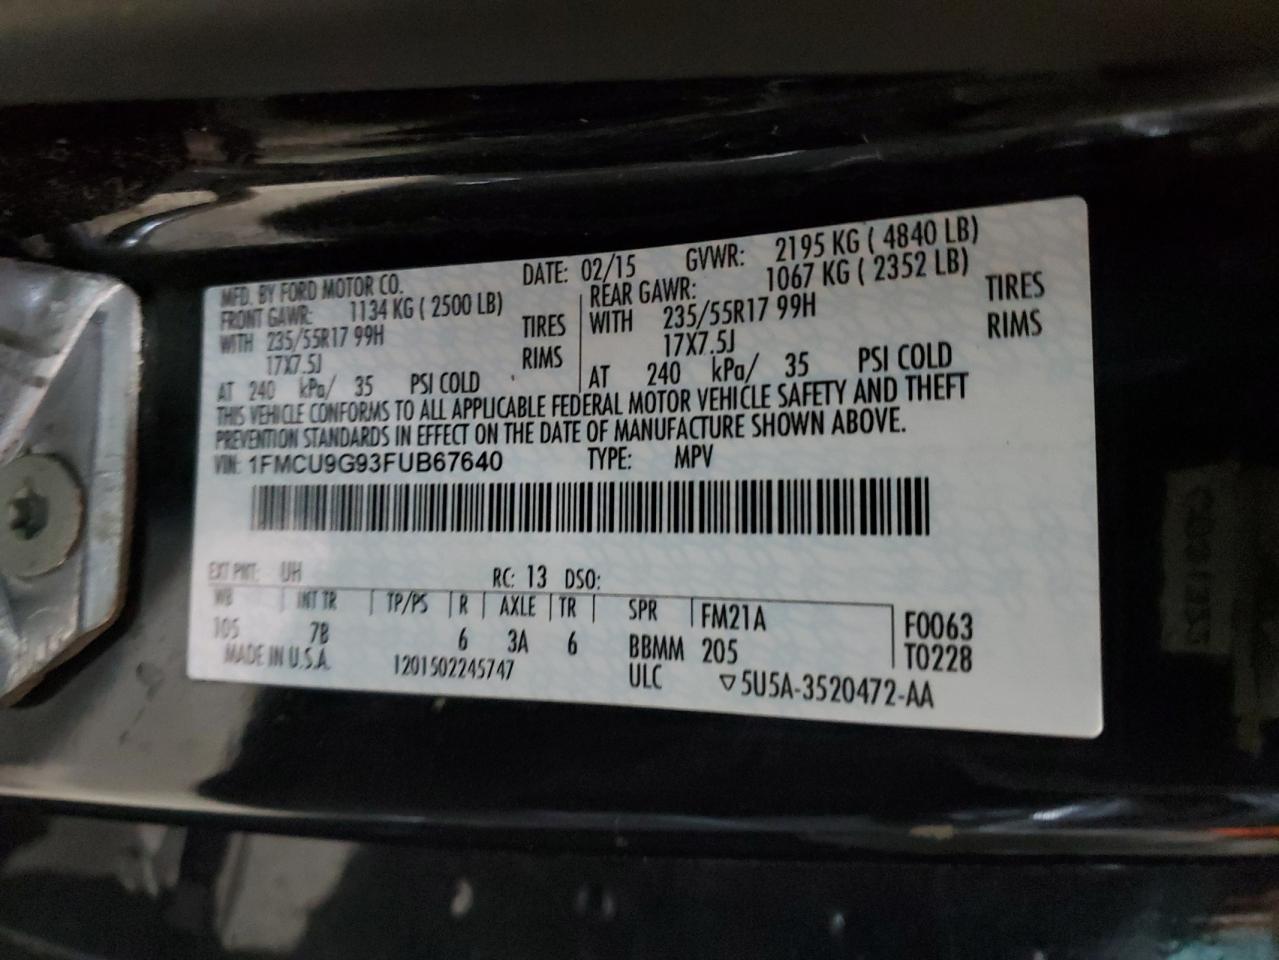 MFD. BY FORD MOTOR CO. DATE: 02/15 GVWR: 2195 KG ( 4840 LB)
FRONT GAWR: 1134 KG ( 2500 LB) REAR GAWR: 1067 KG ( 2352 LB)
WITH 235/55R17 99H TIRES WITH 235/55R17 99H TIRES
17X7.5J RIMS 17X7.5J RIMS
AT 240 kPa/ 35 PSI COLD AT 240 kPa/ 35 PSI COLD
THIS VEHICLE CONFORMS TO ALL APPLICABLE FEDERAL MOTOR VEHICLE SAFETY AND THEFT
PREVENTION STANDARDS IN EFFECT ON THE DATE OF MANUFACTURE SHOWN ABOVE.
VIN: 1FMCU9G93FUB67640 TYPE: MPV
EXT PNT: UH RC: 13 DSO:
WB INT TR TP/PS R AXLE TR SPR FM21A F0063
105 7B 6 3A 6 BBMM 205 T0228
MADE IN U.S.A. 1201502245747 ULC ▽5U5A-3520472-AA